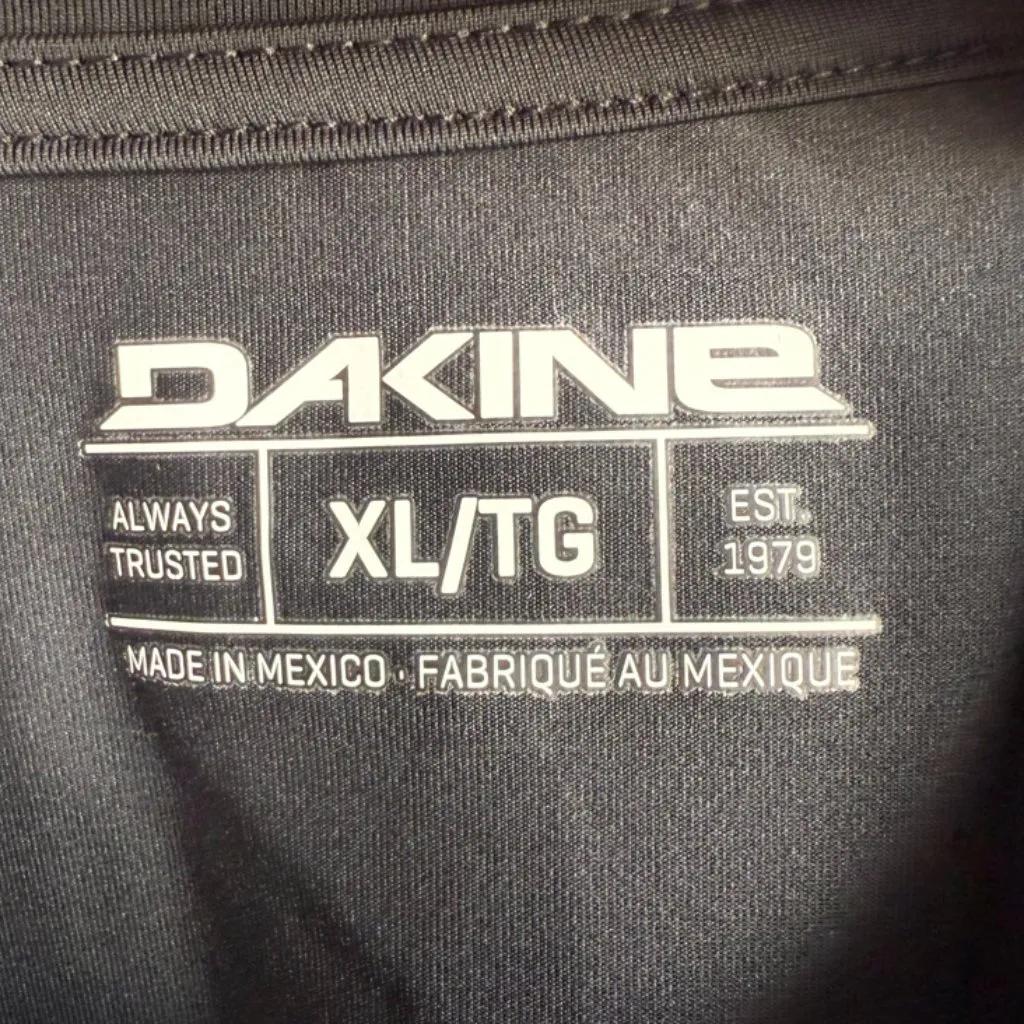 DAKINE
ALWAYS
TRUSTED
XL/TG
EST.
1979
MADE IN MEXICO · FABRIQUÉ AU MEXIQUE